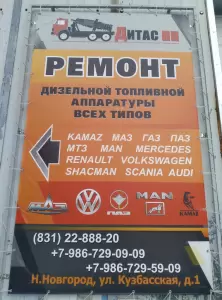 ДИТАС НН
РЕМОНТ
ДИЗЕЛЬНОЙ ТОПЛИВНОЙ
АППАРАТУРЫ
ВСЕХ ТИПОВ
KAMAZ МАЗ ГАЗ ПАЗ
МТЗ MAN MERCEDES
RENAULT VOLKSWAGEN
SHACMAN SCANIA AUDI
MAN
КАМАZ
(831) 22-888-20
+7-986-729-09-09
+7-986-729-59-09
Н.Новгород, ул. Кузбасская, д.1